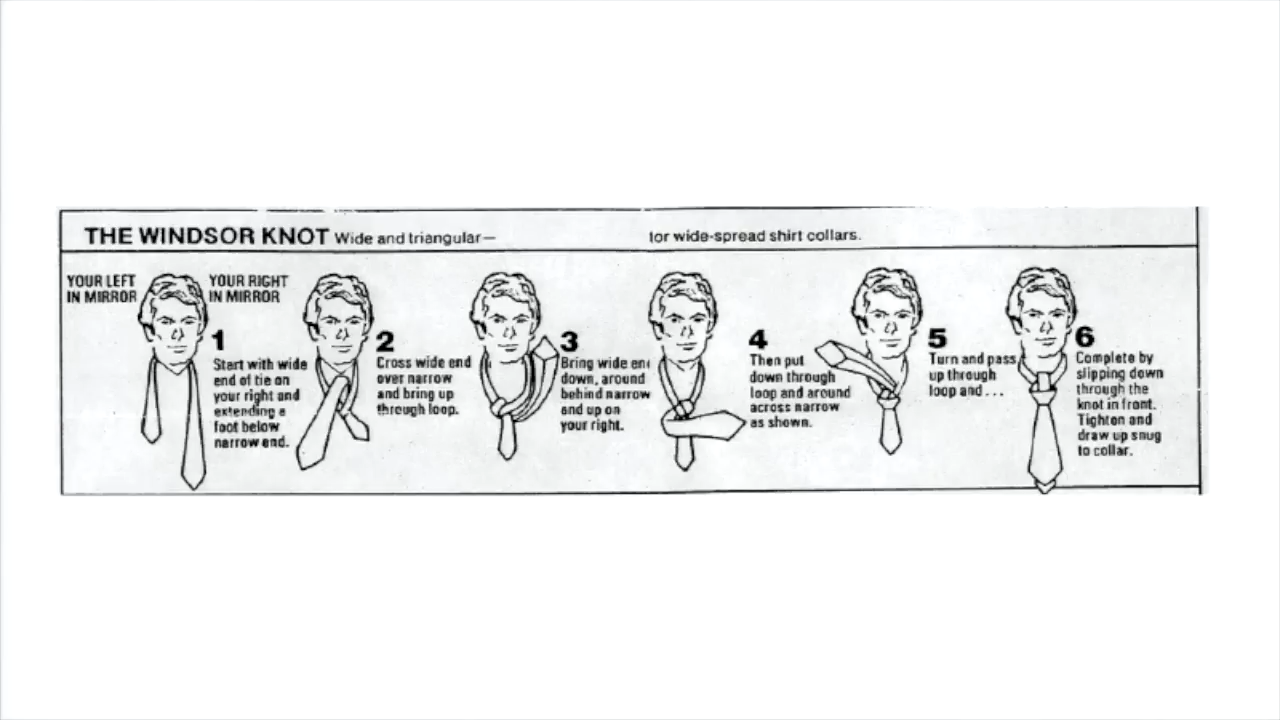 THE WINDSOR KNOT Wide and triangular— for wide-spread shirt collars.
YOUR LEFT
IN MIRROR
YOUR RIGHT
IN MIRROR
1
Start with wide
end of tie on
your right and
extending a
foot below
narrow end.
2
Cross wide end
over narrow
and bring up
through loop.
3
Bring wide end
down, around
behind narrow
and up on
your right.
4
Then put
down through
loop and around
across narrow
as shown.
5
Turn and pass
up through
loop and...
6
Complete by
slipping down
through the
knot in front.
Tighten and
draw up snug
to collar.